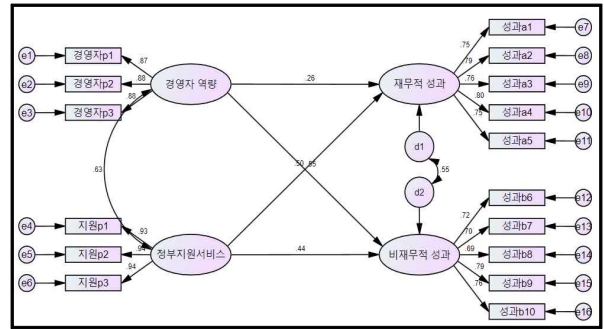 e1
경영자p1
.87
e2
경영자p2
.88
e3
경영자p3
.88
경영자 역량
.26
재무적 성과
.75
성과a1
e7
.79
성과a2
e8
.76
성과a3
e9
.80
성과a4
e10
.75
성과a5
e11
.63
.50
d1
.55
d2
e4
지원p1
.93
e5
지원p2
e6
지원p3
.94
정부지원서비스
.44
비재무적 성과
.72
성과b6
e12
.70
성과b7
e13
.69
성과b8
e14
.79
성과b9
e15
.76
성과b10
e16